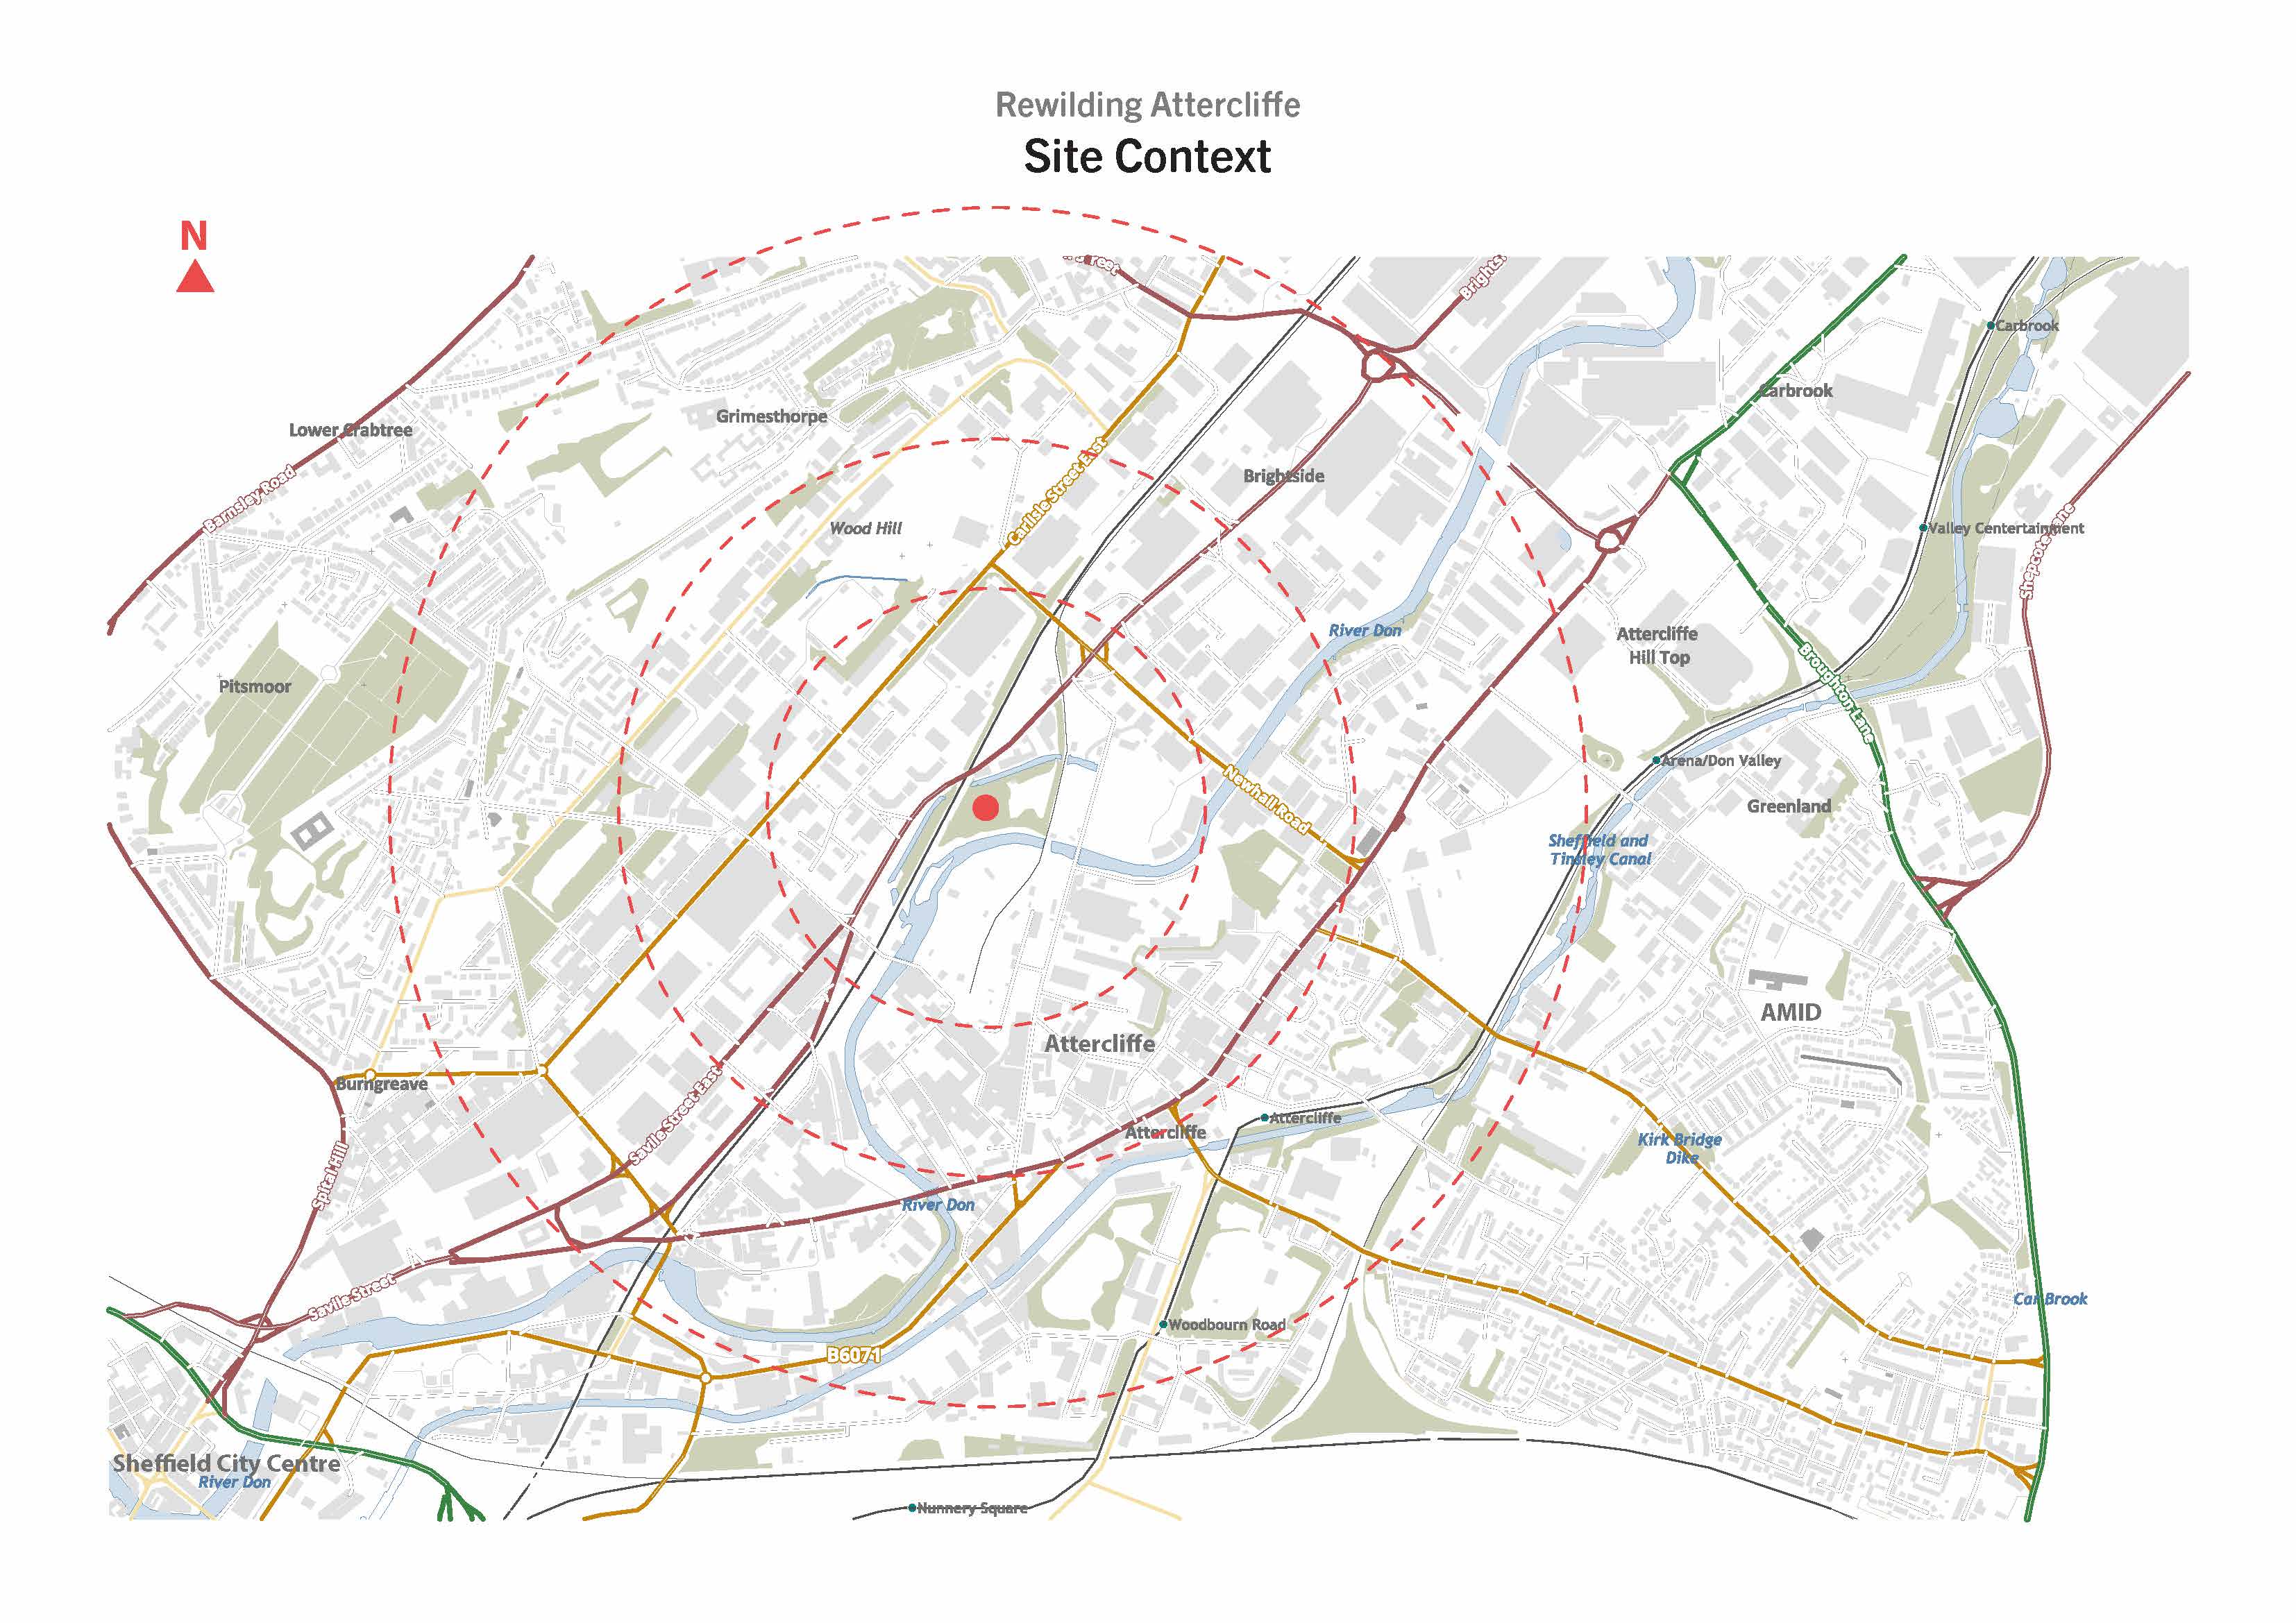 Rewilding Attercliffe
Site Context
N
Carbrook
Carbrook
Lower Crabtree
Grimesthorpe
Barnsley Road
Carlisle Street East
Brightside
Wood Hill
Valley Centertainment
Shepcote Lane
River Don
Attercliffe
Hill Top
Pitsmoor
Broughton Lane
Arena/Don Valley
Newhall Road
Greenland
Sheffield and
Tinsley Canal
AMID
Attercliffe
Burngreave
Savile Street East
Attercliffe
Attercliffe
Kirk Bridge
Dike
Spital Hill
River Don
Savile Street
Car Brook
Woodbourn Road
B6071
Sheffield City Centre
River Don
Nunnery Square